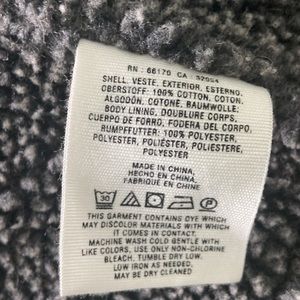 RN : 66170 CA : 32054
SHELL, VESTE, EXTERIOR, ESTERNO,
OBERSTOFF: 100% COTTON, COTON,
ALGODÓN, COTONE, BAUMWOLLE;
BODY LINING, DOUBLURE CORPS,
CUERPO DE FORRO, FODERA DEL CORPO,
RUMPFFUTTER: 100% POLYESTER,
POLYESTER, POLIÉSTER, POLIESTERE,
POLYESTER
MADE IN CHINA,
HECHO EN CHINA,
FABRIQUE EN CHINE
30
THIS GARMENT CONTAINS DYE WHICH
MAY DISCOLOR MATERIALS WITH WHICH IT
MAY COME IN CONTACT.
MACHINE WASH COLD GENTLE WITH
LIKE COLORS, USE ONLY NON-CHLORINE
BLEACH, TUMBLE DRY LOW,
LOW IRON AS NEEDED,
MAY BE DRY CLEANED